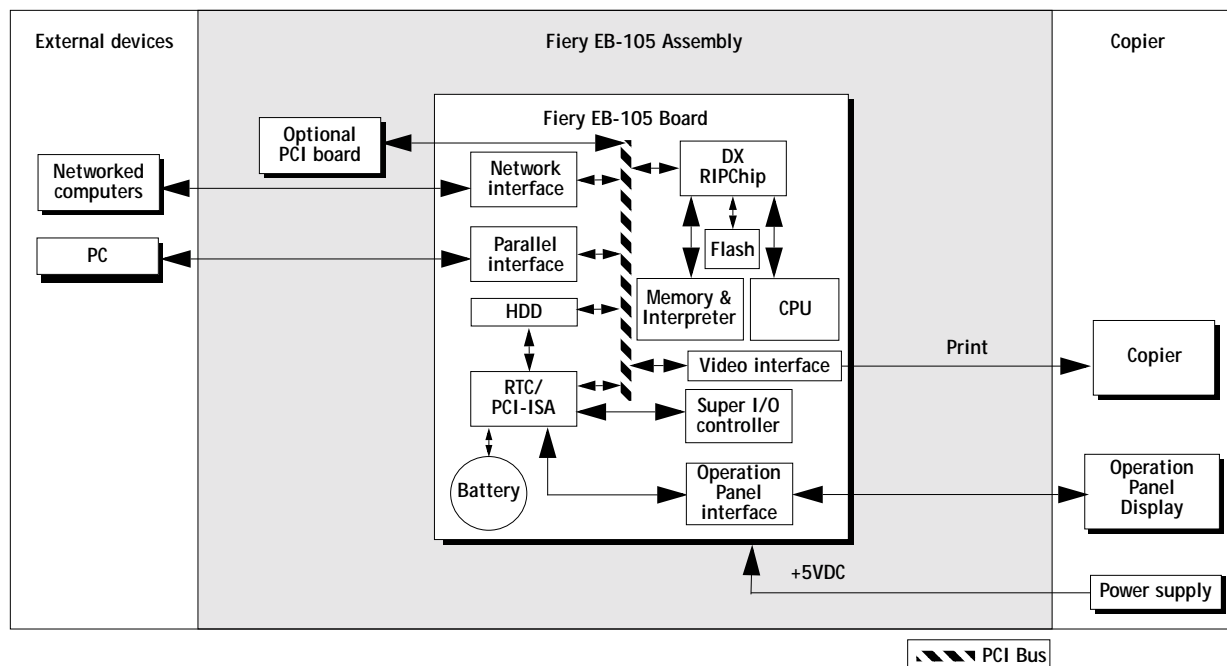 External devices
Fiery EB-105 Assembly
Copier
Fiery EB-105 Board
Optional
PCI board
Networked
computers
PC
Network
interface
Parallel
interface
HDD
RTC/
PCI-ISA
Battery
DX
RIPChip
Flash
Memory &
Interpreter
CPU
Video interface
Super I/O
controller
Operation
Panel
interface
Print
Copier
Operation
Panel
Display
+5VDC
Power supply
PCI Bus